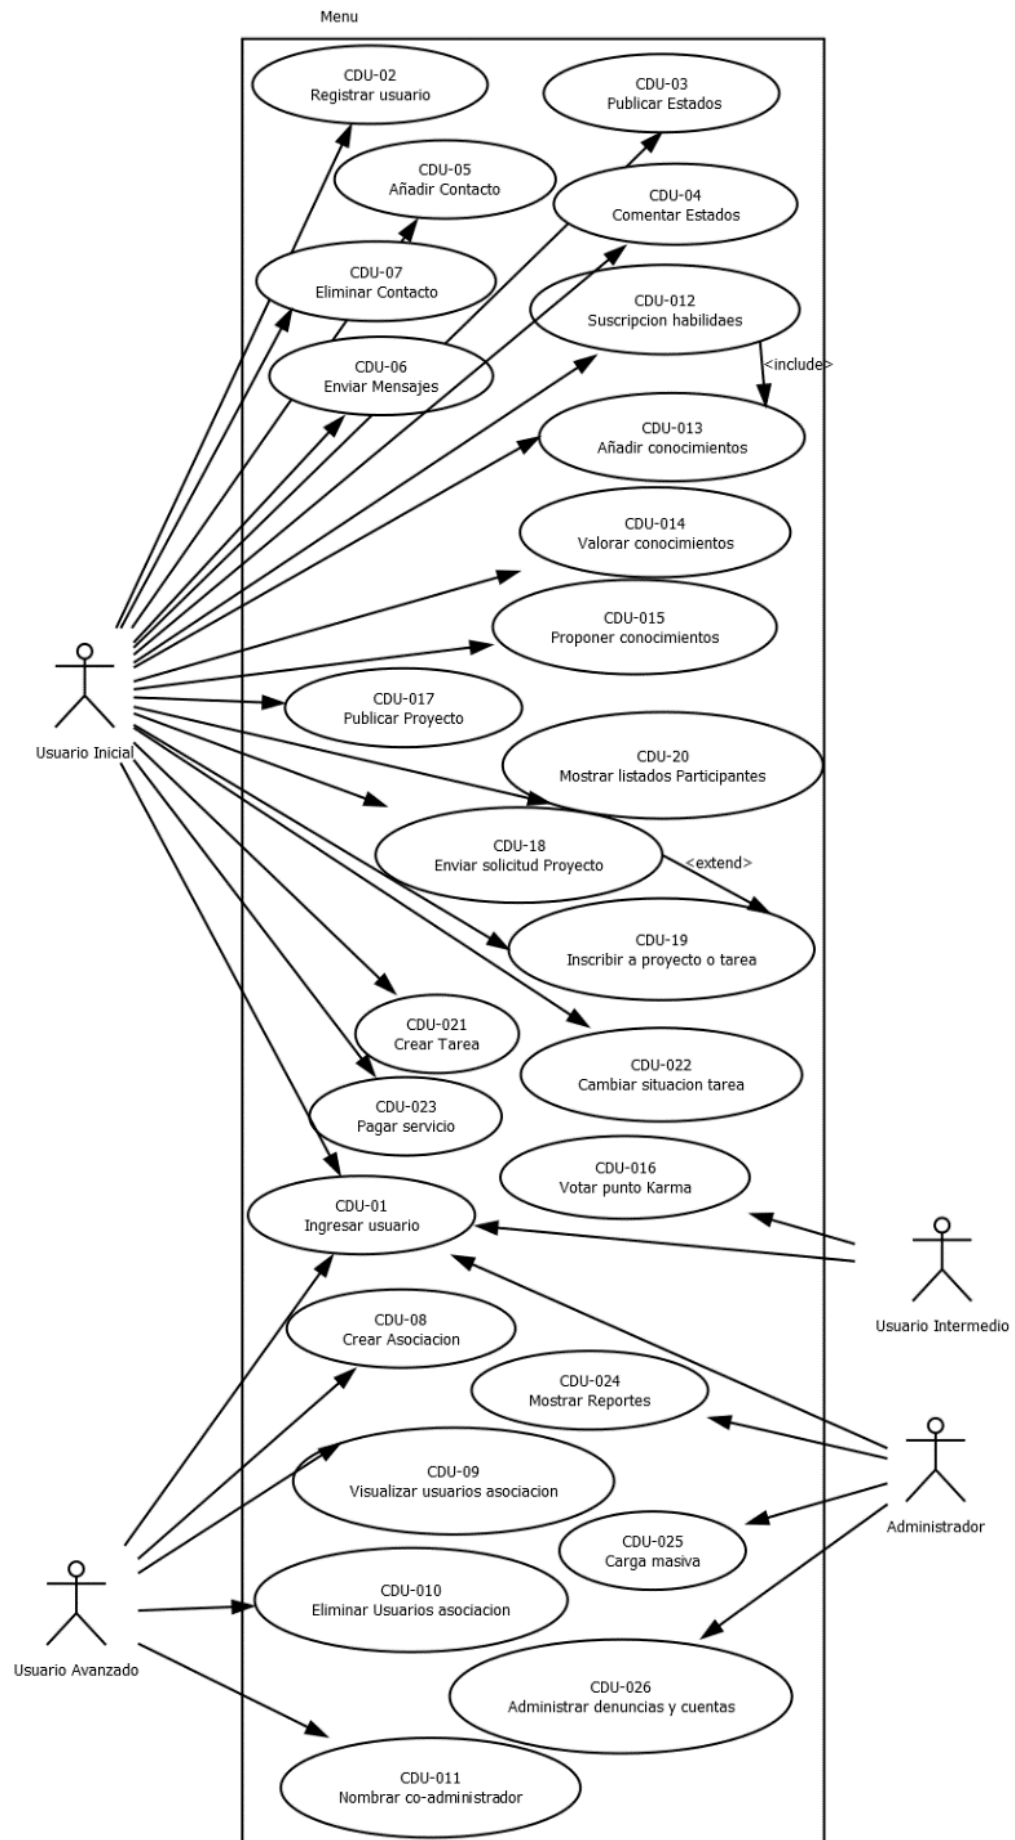 Menu
CDU-02
Registrar usuario
CDU-03
Publicar Estados
CDU-05
Añadir Contacto
CDU-04
Comentar Estados
CDU-07
Eliminar Contacto
CDU-012
Suscripcion habilidaes
CDU-06
Enviar Mensajes
<include>
CDU-013
Añadir conocimientos
CDU-014
Valorar conocimientos
CDU-015
Proponer conocimientos
CDU-017
Publicar Proyecto
Usuario Inicial
CDU-20
Mostrar listados Participantes
CDU-18
Enviar solicitud Proyecto
<extend>
CDU-19
Inscribir a proyecto o tarea
CDU-021
Crear Tarea
CDU-022
Cambiar situacion tarea
CDU-023
Pagar servicio
CDU-016
Votar punto Karma
CDU-01
Ingresar usuario
Usuario Intermedio
CDU-08
Crear Asociacion
CDU-024
Mostrar Reportes
CDU-09
Visualizar usuarios asociacion
Administrador
CDU-025
Carga masiva
CDU-010
Eliminar Usuarios asociacion
Usuario Avanzado
CDU-026
Administrar denuncias y cuentas
CDU-011
Nombrar co-administrador